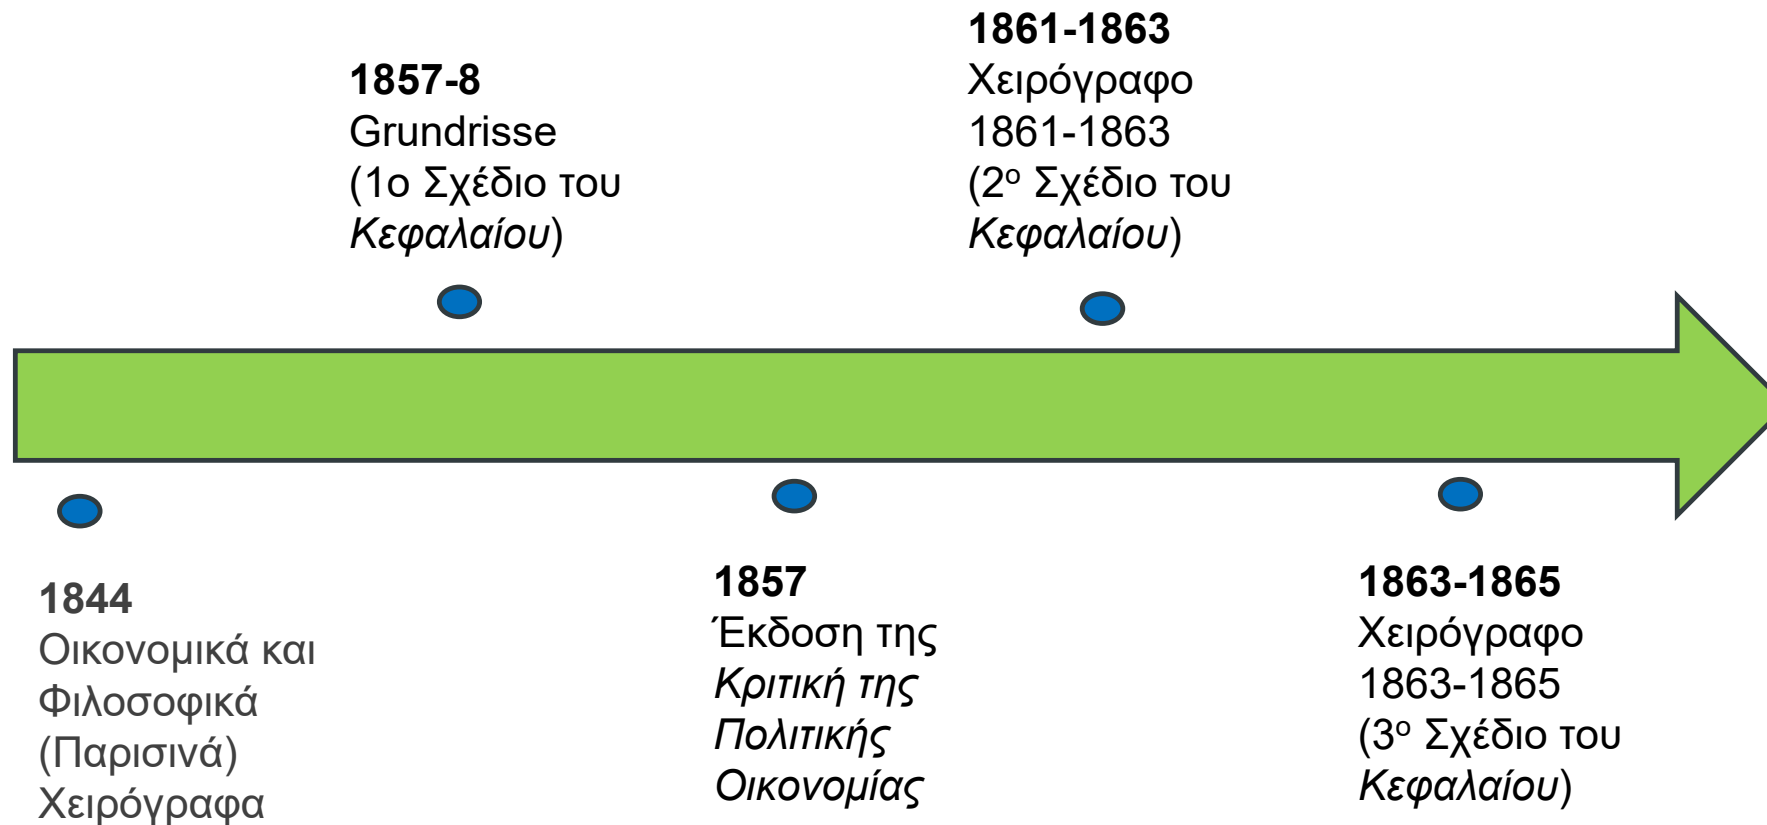 1844
Οικονομικά και
Φιλοσοφικά
(Παρισινά)
Χειρόγραφα
1857-8
Grundrisse
(1ο Σχέδιο του
Κεφαλαίου)
1857
Έκδοση της
Κριτική της
Πολιτικής
Οικονομίας
1861-1863
Χειρόγραφο
1861-1863
(2ο Σχέδιο του
Κεφαλαίου)
1863-1865
Χειρόγραφο
1863-1865
(3ο Σχέδιο του
Κεφαλαίου)